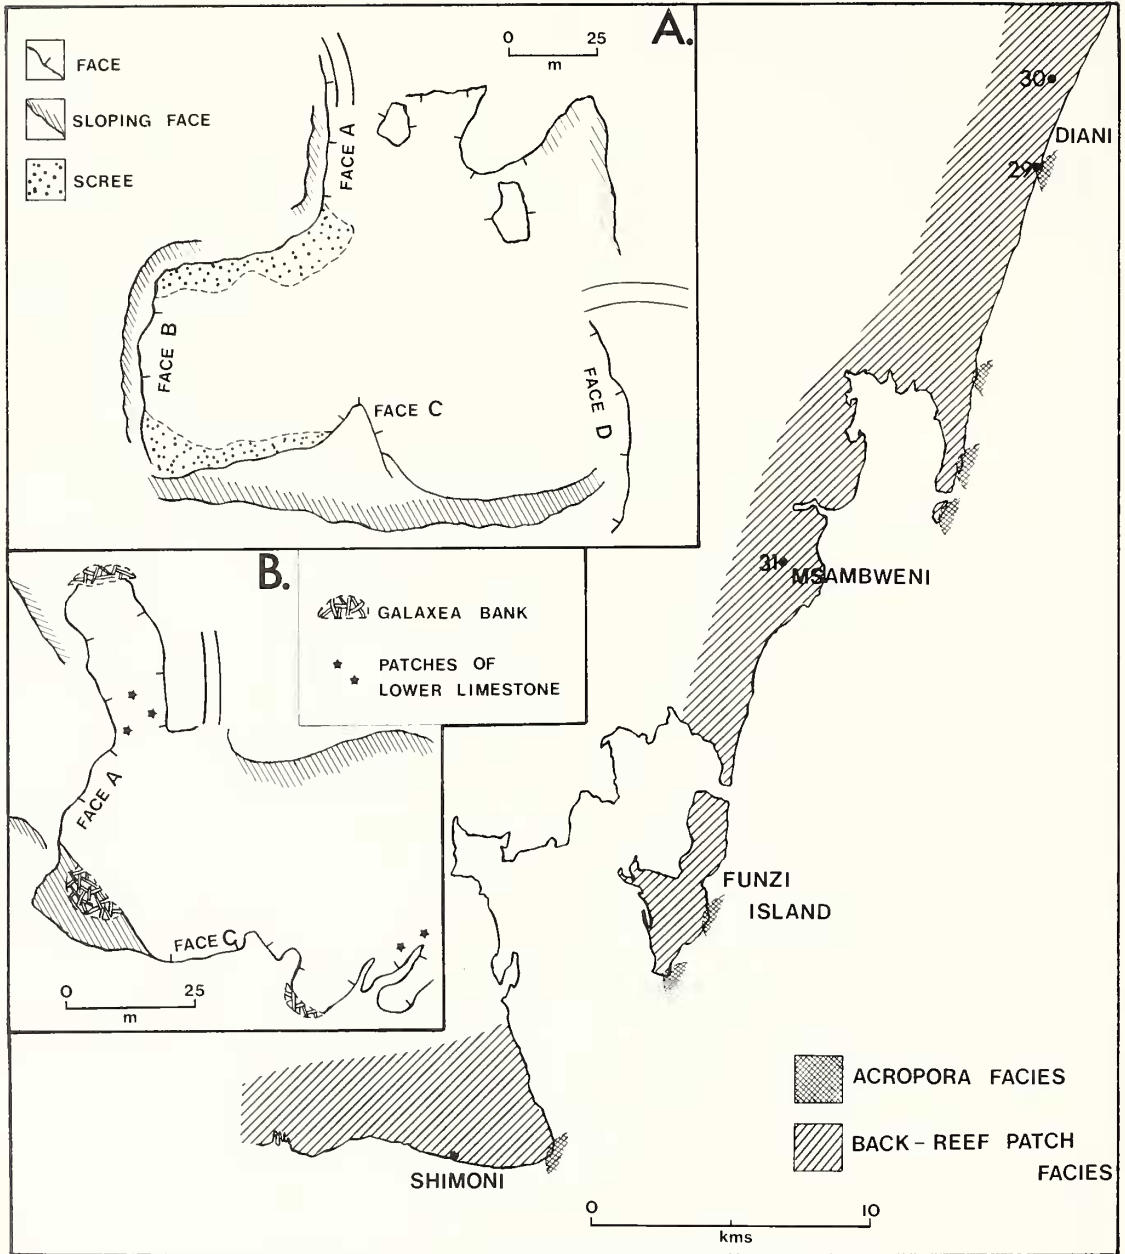 A.
0 25
m
FACE
SLOPING FACE
SCREE
FACE A
FACE B
FACE C
FACE D
B.
GALAXEA BANK
PATCHES OF
LOWER LIMESTONE
FACE A
FACE C
0 25
m
30
DIANI
29
31
MSAMBWENI
FUNZI
ISLAND
SHIMONI
ACROPORA FACIES
BACK-REEF PATCH
FACIES
0 10
kms